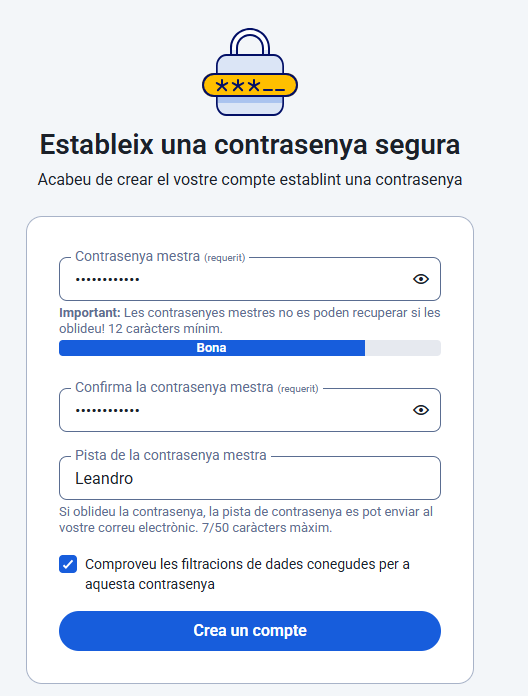 ***__
Estableix una contrasenya segura
Acabeu de crear el vostre compte establint una contrasenya
Contrasenya mestra (requerit)
••••••••••••
Important: Les contrasenyes mestres no es poden recuperar si les
oblideu! 12 caràcters mínim.
Bona
Confirma la contrasenya mestra (requerit)
••••••••••••
Pista de la contrasenya mestra
Leandro
Si oblideu la contrasenya, la pista de contrasenya es pot enviar al
vostre correu electrònic. 7/50 caràcters màxim.
Comproveu les filtracions de dades conegudes per a
aquesta contrasenya
Crea un compte